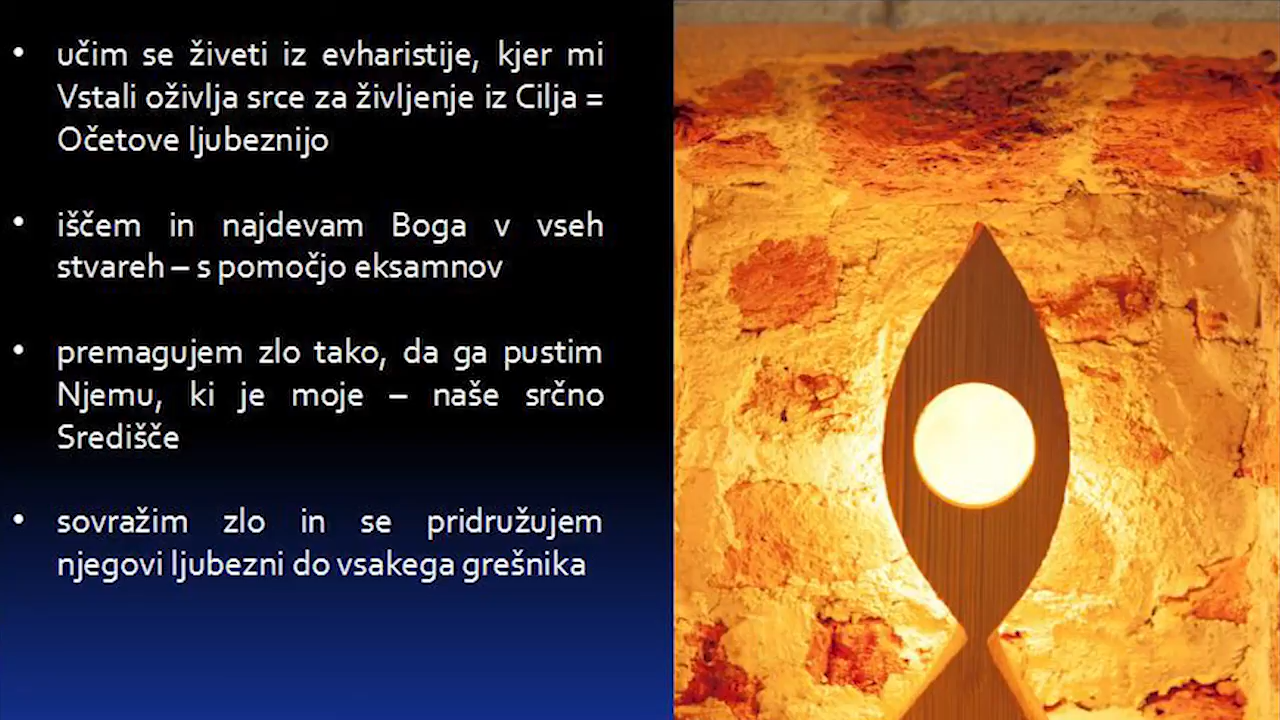 • učim se živeti iz evharistije, kjer mi
Vstali oživlja srce za življenje iz Cilja =
Očetove ljubeznijo
• iščem in najdevam Boga v vseh
stvareh – s pomočjo eksamnov
• premagujem zlo tako, da ga pustim
Njemu, ki je moje – naše srčno
Središče
• sovražim zlo in se pridružujem
njegovi ljubezni do vsakega grešnika